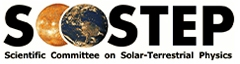 SCOSTEP
Scientific Committee on Solar-Terrestrial Physics